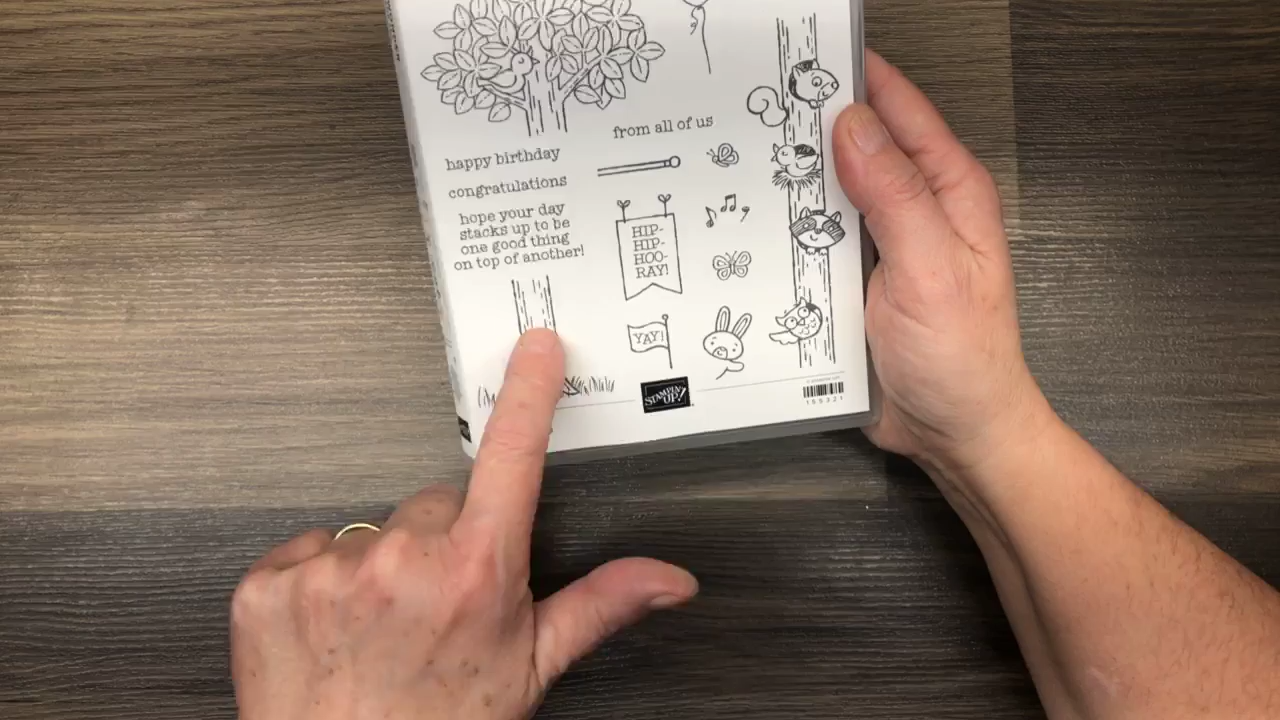 from all of us
happy birthday
congratulations
hope your day
stacks up to be
one good thing
on top of another!
HIP-
HIP-
HOO-
RAY!
YAY!
STAMPIN'
UP!